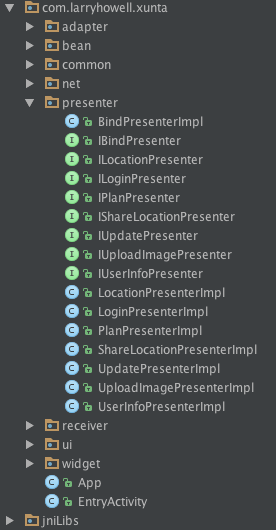 com.larryhowell.xunta
adapter
bean
common
net
presenter
BindPresenterImpl
IBindPresenter
ILocationPresenter
ILoginPresenter
IPlanPresenter
IShareLocationPresenter
IUpdatePresenter
IUploadImagePresenter
IUserInfoPresenter
LocationPresenterImpl
LoginPresenterImpl
PlanPresenterImpl
ShareLocationPresenterImpl
UpdatePresenterImpl
UploadImagePresenterImpl
UserInfoPresenterImpl
receiver
ui
widget
App
EntryActivity
jniLibs